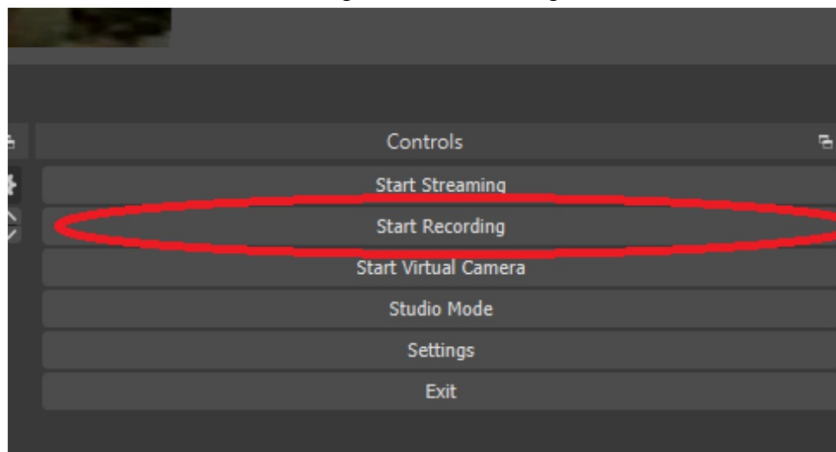 Controls
Start Streaming
Start Recording
Start Virtual Camera
Studio Mode
Settings
Exit